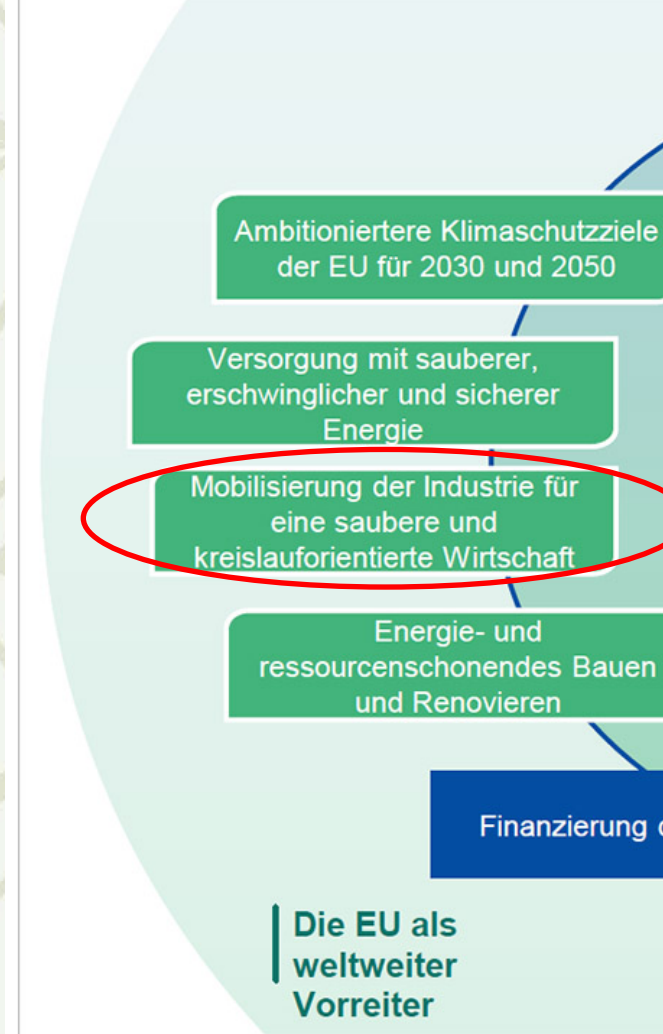 Ambitioniertere Klimaschutzziele
der EU für 2030 und 2050
Versorgung mit sauberer,
erschwinglicher und sicherer
Energie
Mobilisierung der Industrie für
eine saubere und
kreislauforientierte Wirtschaft
Energie- und
ressourcenschonendes Bauen
und Renovieren
Finanzierung
Die EU als
weltweiter
Vorreiter